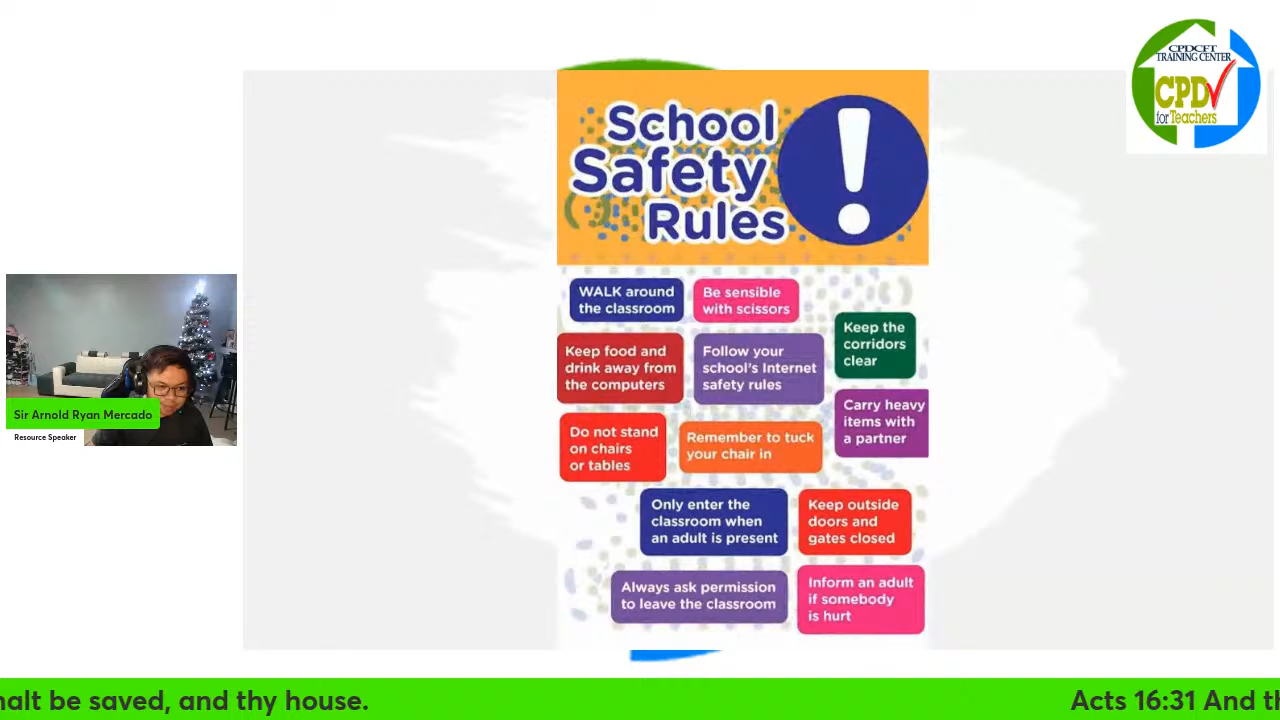 CPDCFT
TRAINING CENTER
CPD
for Teachers
School
Safety
Rules
!
WALK around
the classroom
Be sensible
with scissors
Keep the
corridors
clear
Keep food and
drink away from
the computers
Follow your
school's Internet
safety rules
Carry heavy
items with
a partner
Do not stand
on chairs
or tables
Remember to tuck
your chair in
Only enter the
classroom when
an adult is present
Keep outside
doors and
gates closed
Always ask permission
to leave the classroom
Inform an adult
if somebody
is hurt
Sir Arnold Ryan Mercado
Resource Speaker
be saved, and thy house.
Acts 16:31 And